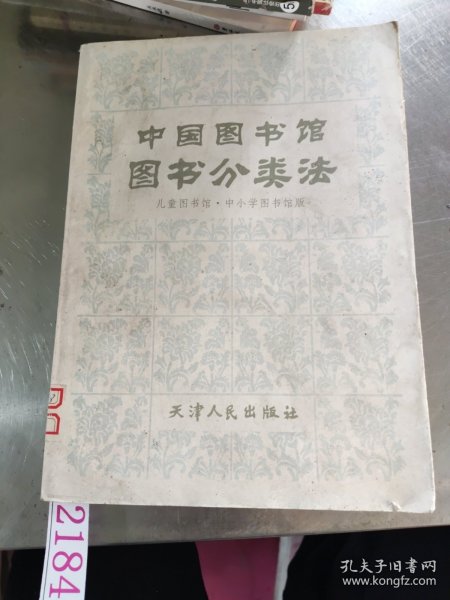 中国图书馆
图书分类法
儿童图书馆·中小学图书馆版
天津人民出版社
2184
5
孔夫子旧书网
www.kongfz.com